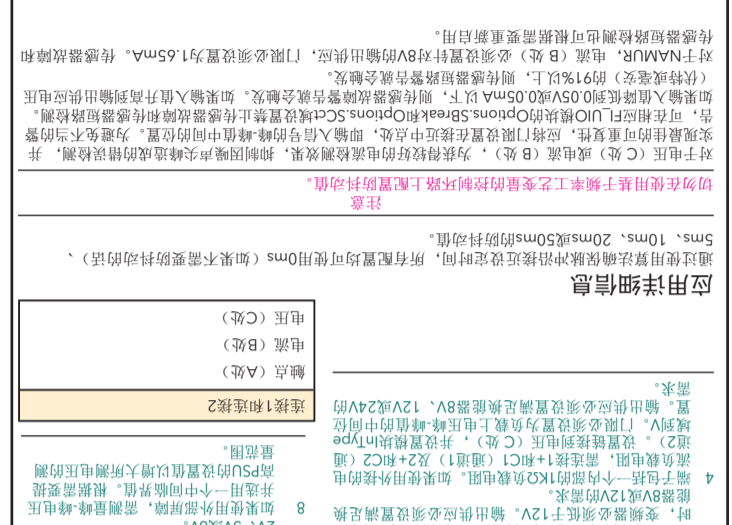 时，变频器必须低于12V。输出供应必须设置满足换
能器8V或12V的需求。
4 端子包括一个内部的1KΩ负载电阻。如果使用外接的电
流负载电阻，需连接1+和C1（通道1）及2+和C2（通
道2）。设置链接到电压（C处），并设置模块InType
域到V。门限必须设置为负载上电压峰-峰值的中间位
置。输出供应必须设置满足换能器8V、12V或24V的
需求。
2V、5V或8V。
8 如果使用外部屏障，需测量峰-峰电压
并选用一个中间临界值。根据需要提
高PSU的设置值以增大所测电压的测
量范围。
连接1和连接2
触点（A处）
电流（B处）
电压（C处）
应用详细信息
通过使用算法确保脉冲沿接近设定时间，所有配置均可使用0ms（如果不需要防抖动的话）、
5ms、10ms、20ms或50ms的防抖动值。
注意
切勿在使用基于频率工艺变量的控制环路上配置防抖动值。
对于电压（C 处）或电流（B 处），为获得较好的电流检测效果，抑制因噪声尖峰造成的错误检测，并
实现最佳的可重复性，应将门限设置在接近中点处，即输入信号的峰-峰值中间的位置。为避免不当的警
告，可在相应FI_UIO模块的Options.SBreak和Options.SCct域设置禁止传感器故障和传感器短路检测。
如果输入值降低到0.05V或0.05mA 以下，则传感器故障警告就会触发。如果输入值升高到输出供应电压
（伏特或毫安）的91%以上，则传感器短路警告就会触发。
对于NAMUR，电流（B 处）必须设置针对8V的输出供应，门限必须设置为1.65mA。传感器故障和
传感器短路检测也可根据需要重新启用。